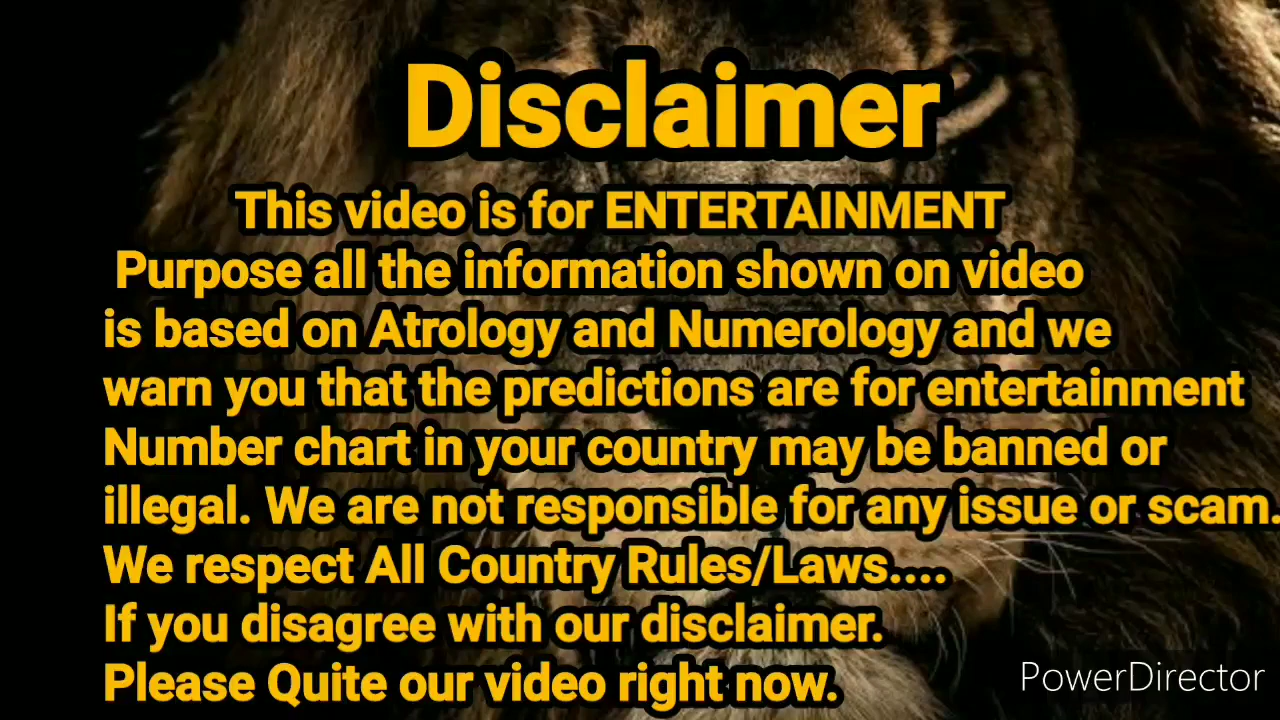 Disclaimer
This video is for ENTERTAINMENT
Purpose all the information shown on video
is based on Atrology and Numerology and we
warn you that the predictions are for entertainment
Number chart in your country may be banned or
illegal. We are not responsible for any issue or scam.
We respect All Country Rules/Laws....
If you disagree with our disclaimer.
Please Quite our video right now.
PowerDirector